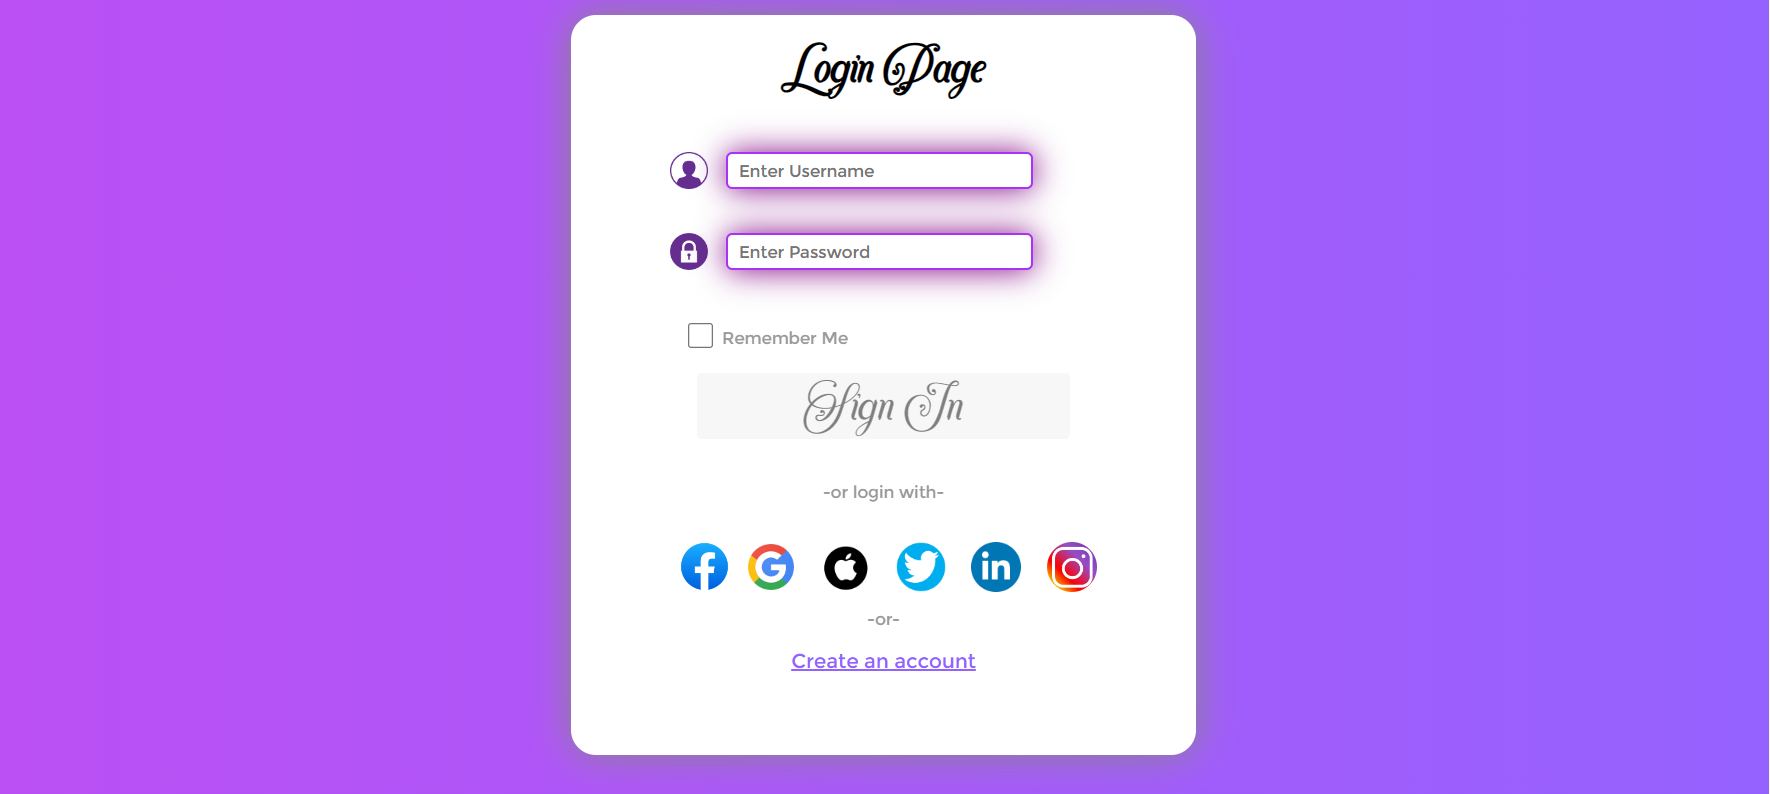 Login Page
Enter Username
Enter Password
Remember Me
Sign In
-or login with-
-or-
Create an account